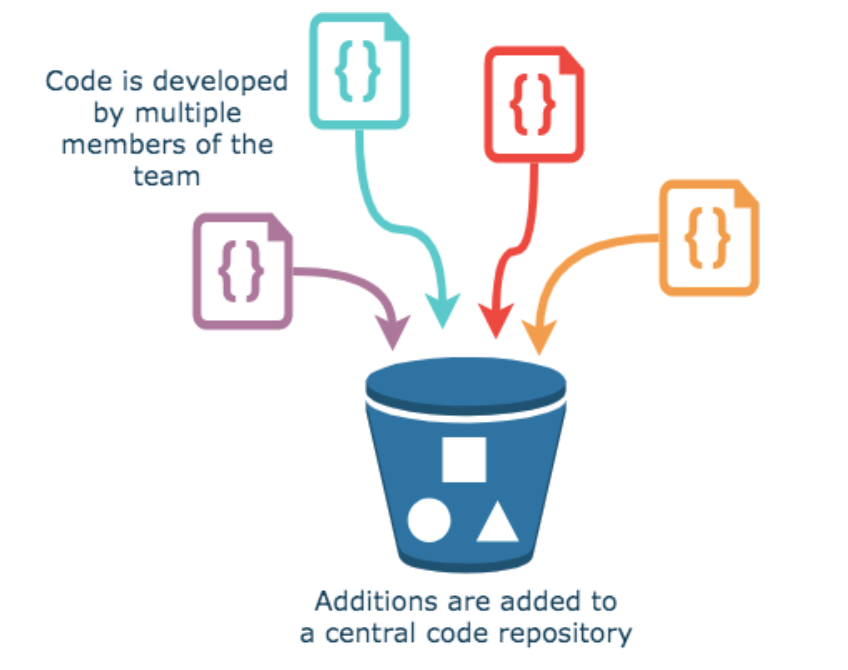 Code is developed
by multiple
members of the
team
{}
{}
{}
{}
Additions are added to
a central code repository